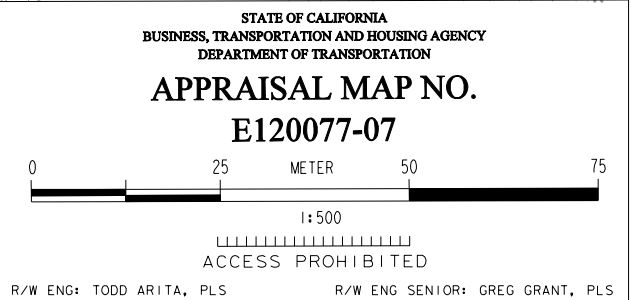 STATE OF CALIFORNIA
BUSINESS, TRANSPORTATION AND HOUSING AGENCY
DEPARTMENT OF TRANSPORTATION
APPRAISAL MAP NO.
E120077-07
0 25 METER 50 75
1:500
ACCESS PROHIBITED
R/W ENG: TODD ARITA, PLS R/W ENG SENIOR: GREG GRANT, PLS